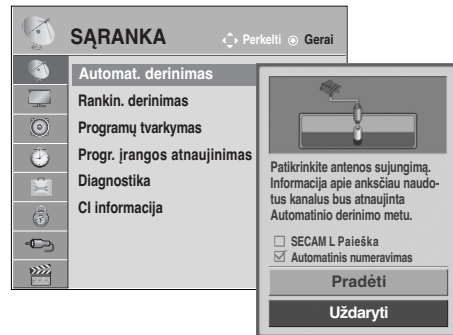 SĄRANKA
Perkelti Gerai
Automat. derinimas
Rankin. derinimas
Programų tvarkymas
Progr. įrangos atnaujinimas
Diagnostika
CI informacija
Patikrinkite antenos sujungimą.
Informacija apie anksčiau naudo-
tus kanalus bus atnaujinta
Automatinio derinimo metu.
SECAM L Paieška
Automatinis numeravimas
Pradėti
Uždaryti